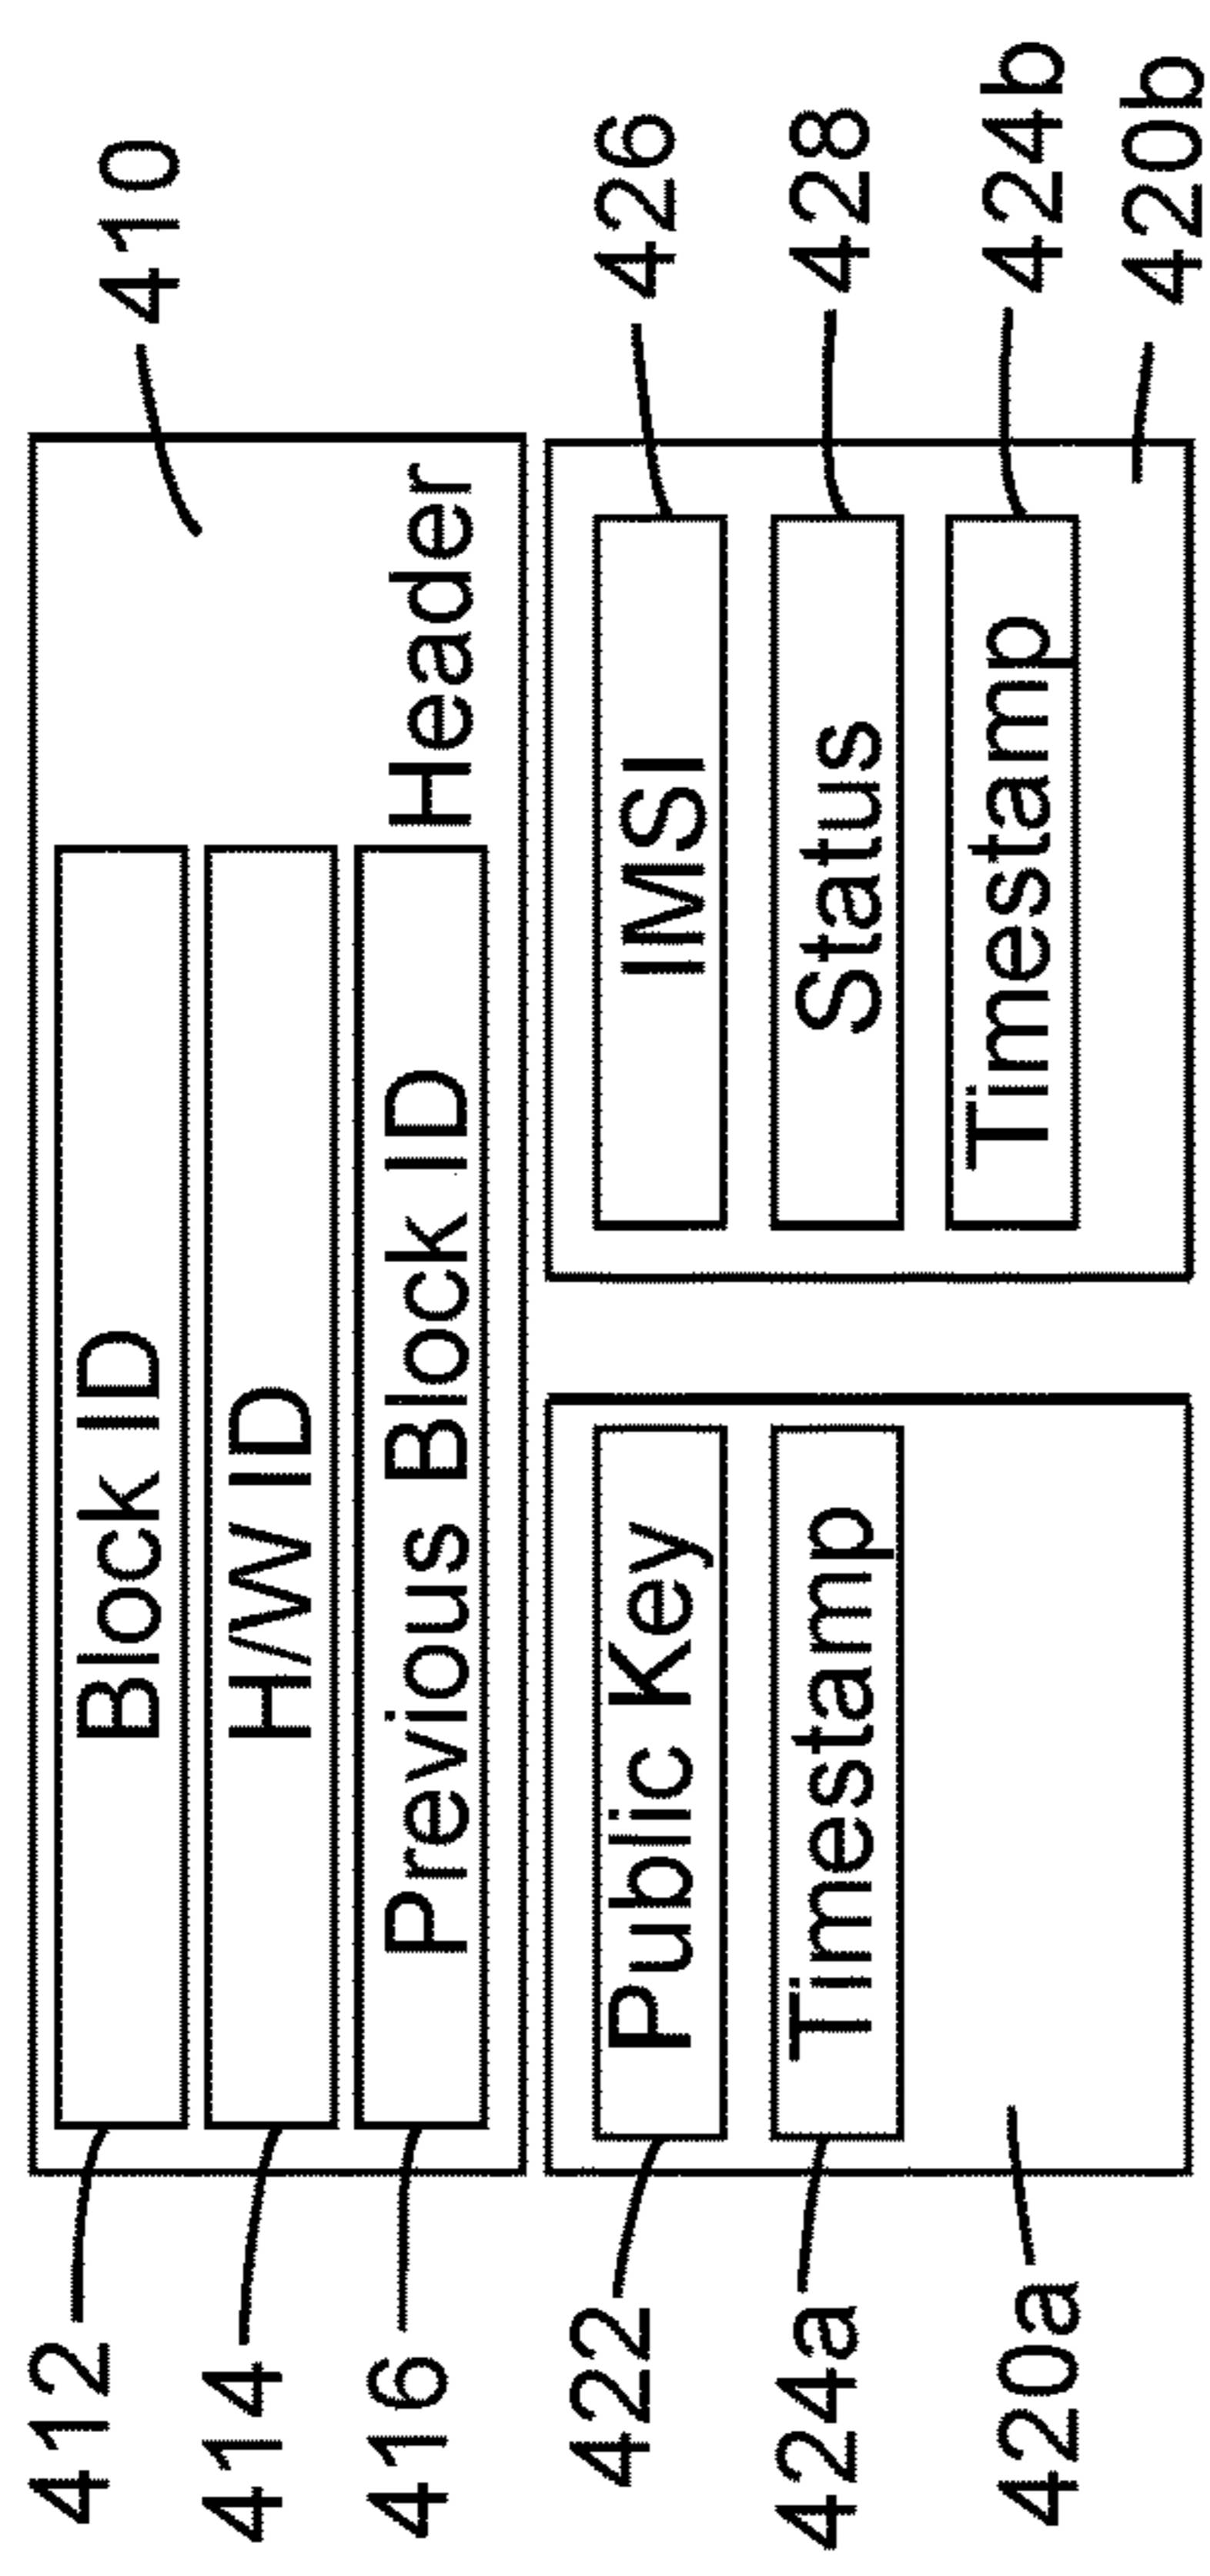 412
Block ID
410
414
H/W ID
416
Previous Block ID
Header
422
Public Key
IMSI
426
424a
Timestamp
Status
428
Timestamp
424b
420a
420b